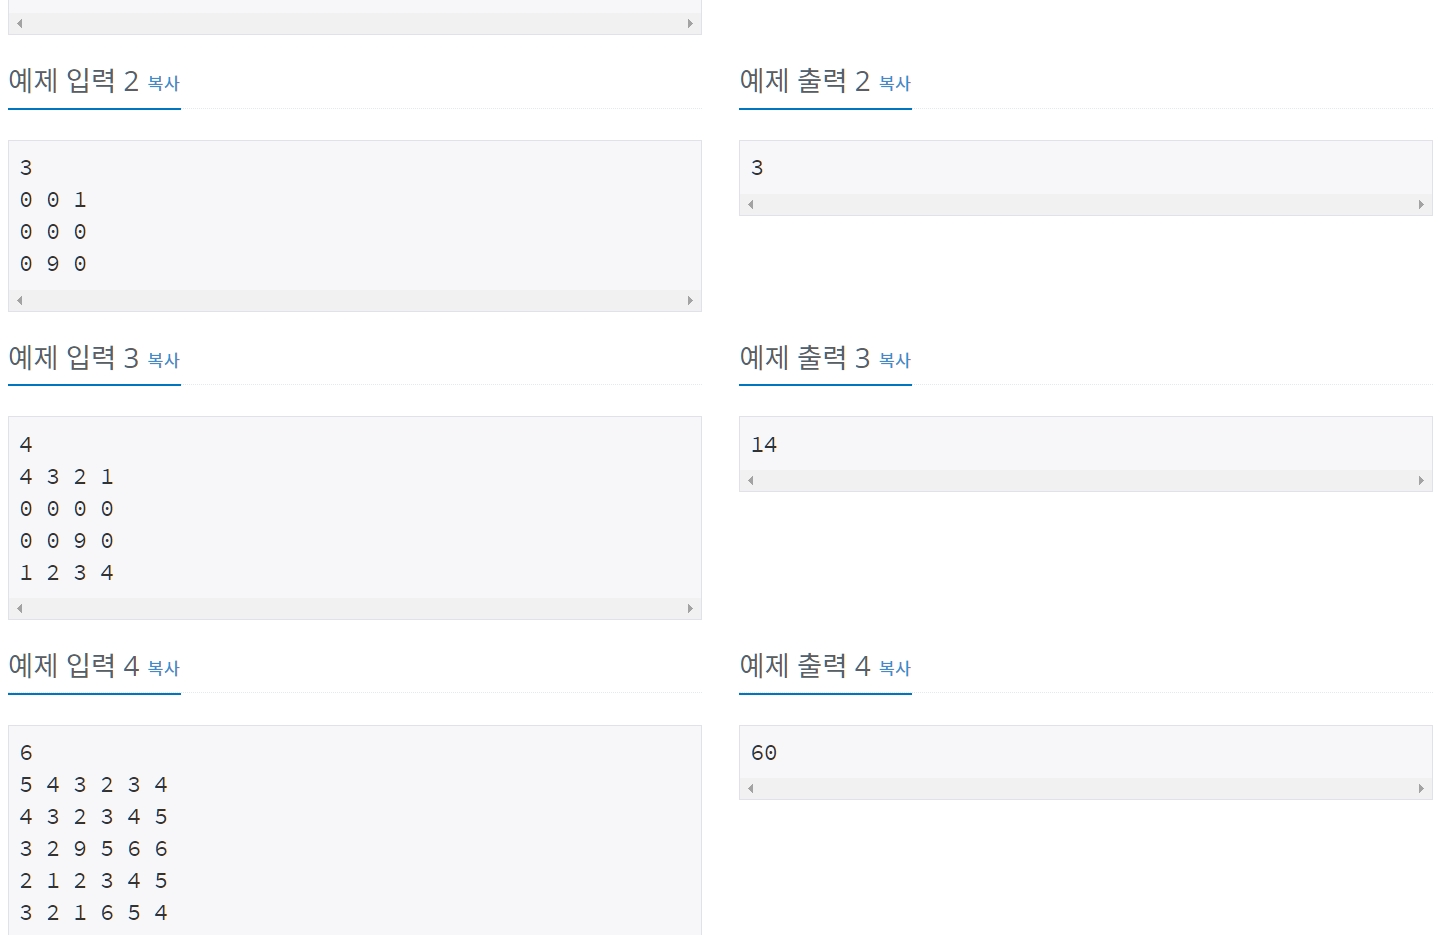 예제 입력 2 복사
3
0 0 1
0 0 0
0 9 0
예제 출력 2 복사
3
예제 입력 3 복사
4
4 3 2 1
0 0 0 0
0 0 9 0
1 2 3 4
예제 출력 3 복사
14
예제 입력 4 복사
6
5 4 3 2 3 4
4 3 2 3 4 5
3 2 9 5 6 6
2 1 2 3 4 5
3 2 1 6 5 4
예제 출력 4 복사
60